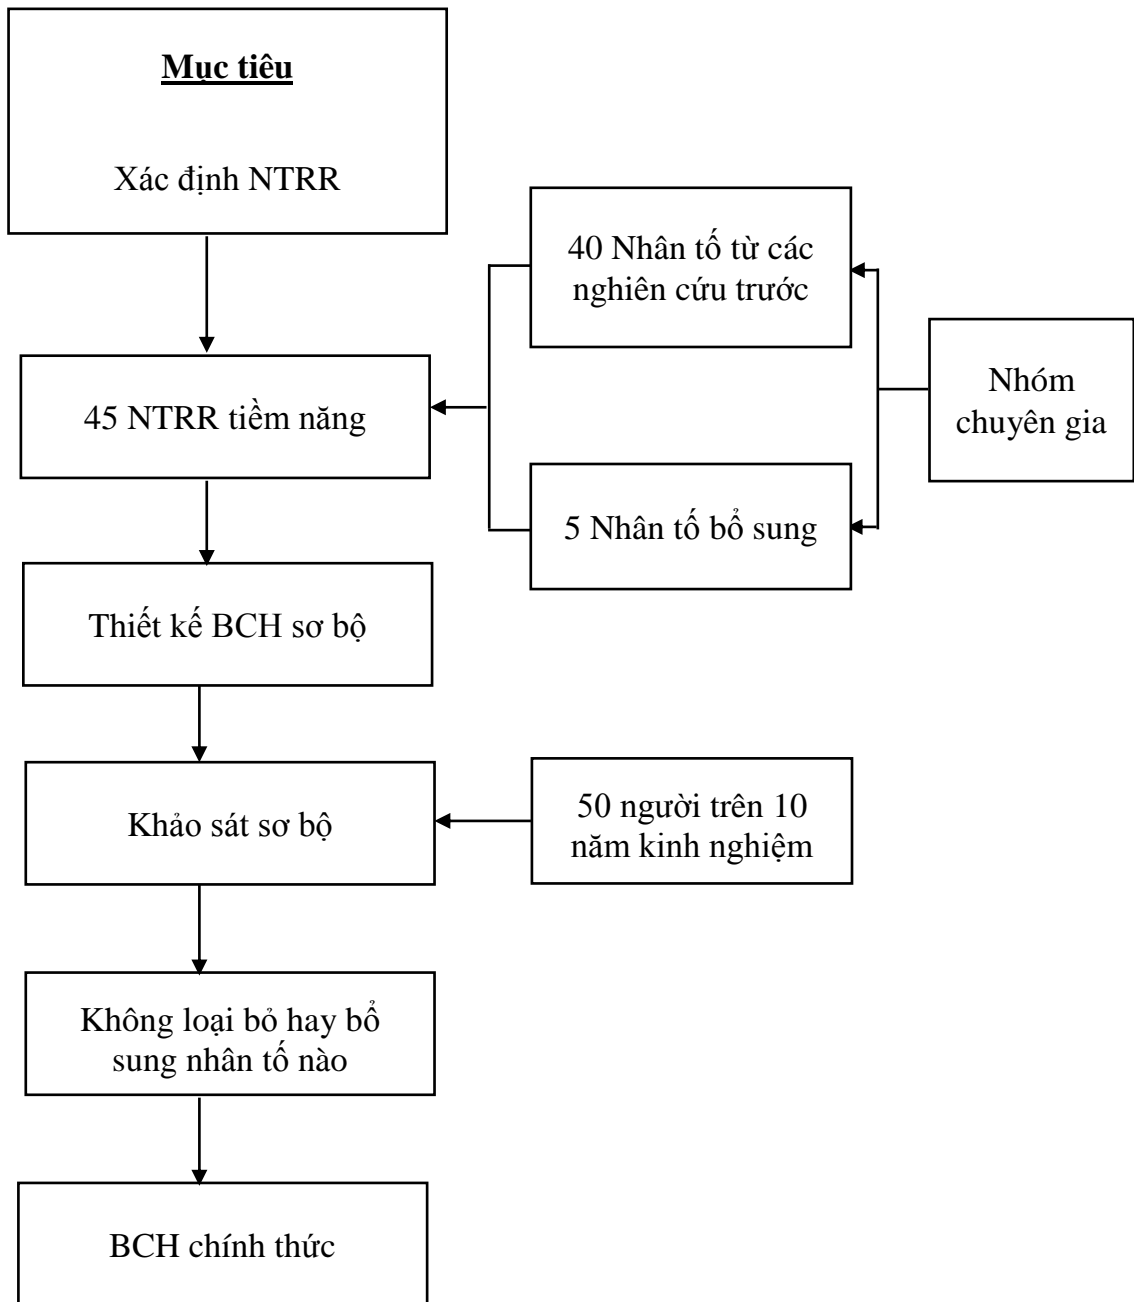 Mục tiêu
Xác định NTRR
40 Nhân tố từ các
nghiên cứu trước
Nhóm
chuyên gia
45 NTRR tiềm năng
5 Nhân tố bổ sung
Thiết kế BCH sơ bộ
Khảo sát sơ bộ
50 người trên 10
năm kinh nghiệm
Không loại bỏ hay bổ
sung nhân tố nào
BCH chính thức